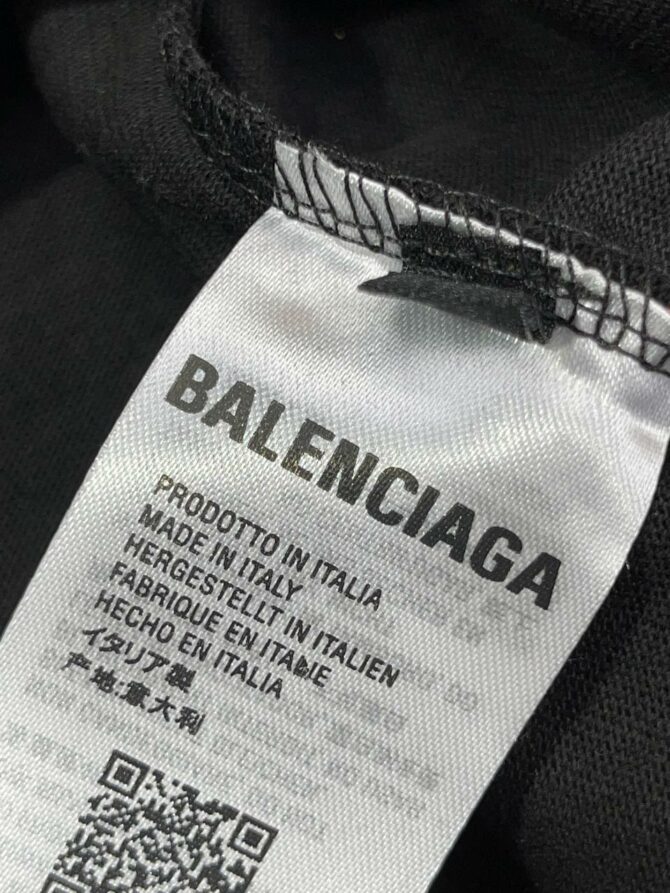 BALENCIAGA
PRODOTTO IN ITALIA
MADE IN ITALY
HERGESTELLT IN ITALIEN
FABRIQUE EN ITALIE
HECHO EN ITALIA
イタリア製
产地:意大利